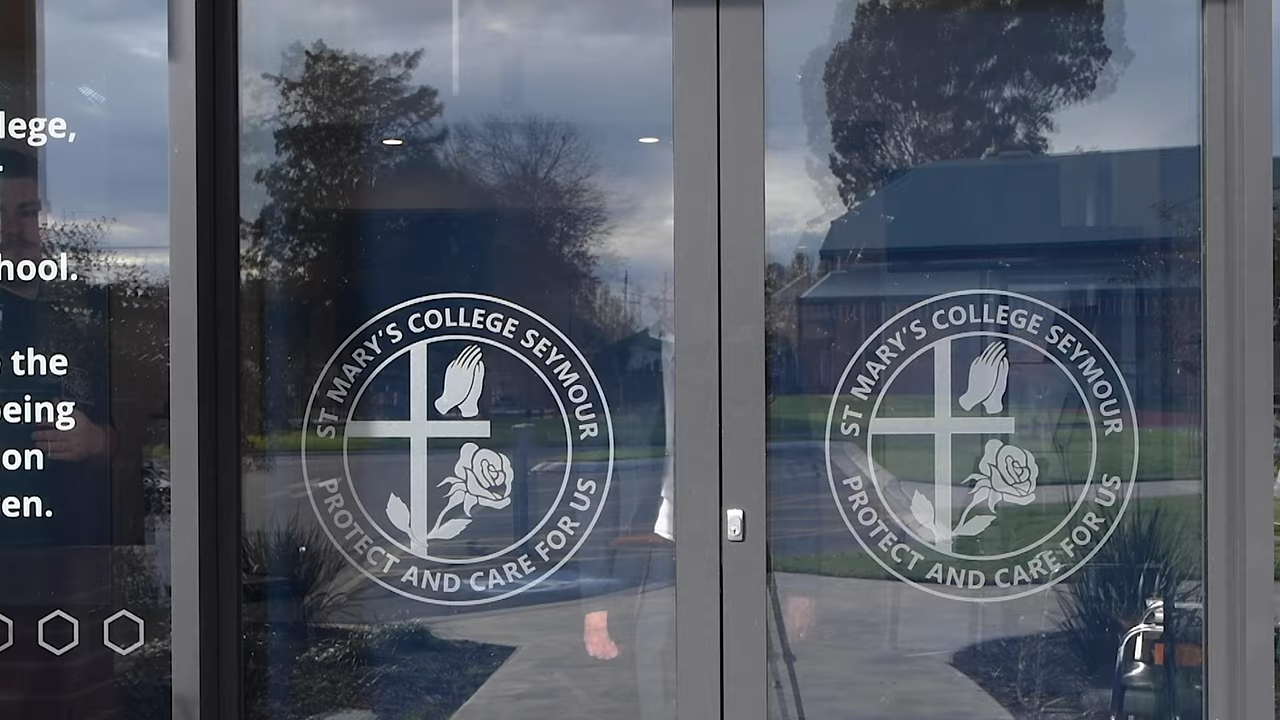 lege,
hool.
the
eing
on
en.
ST MARY'S COLLEGE SEYMOUR
PROTECT AND CARE FOR US
ST MARY'S COLLEGE SEYMOUR
PROTECT AND CARE FOR US